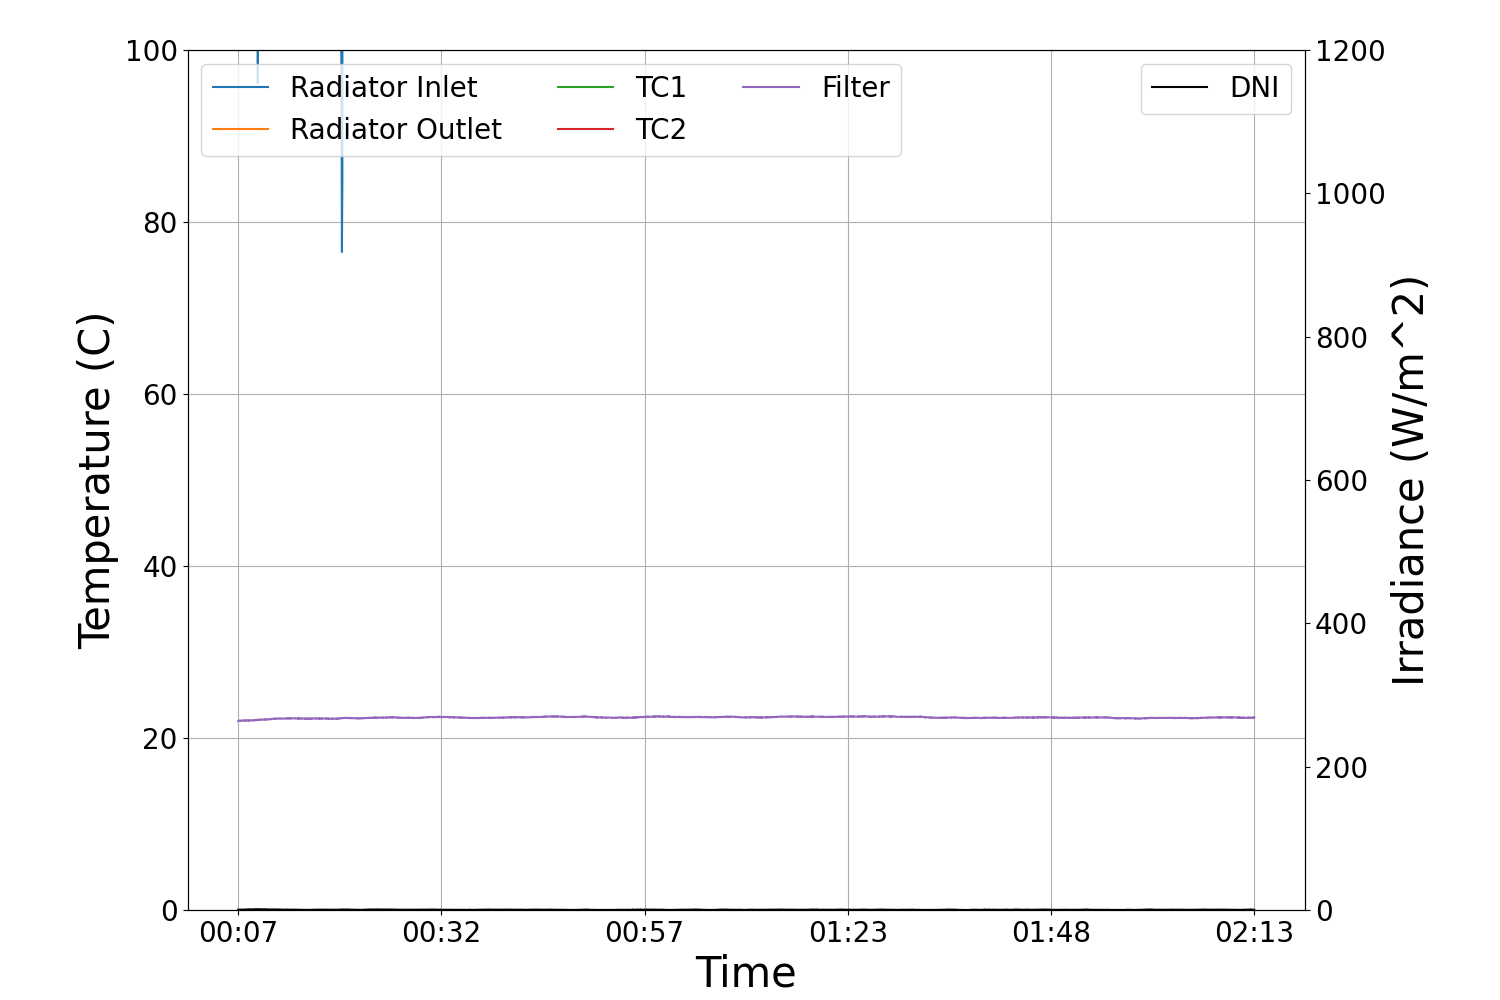 100
80
60
40
20
0
Temperature (C)
Radiator Inlet
Radiator Outlet
TC1
TC2
Filter
DNI
1200
1000
800
600
400
200
0
Irradiance (W/m^2)
00:07 00:32 00:57 01:23 01:48 02:13
Time